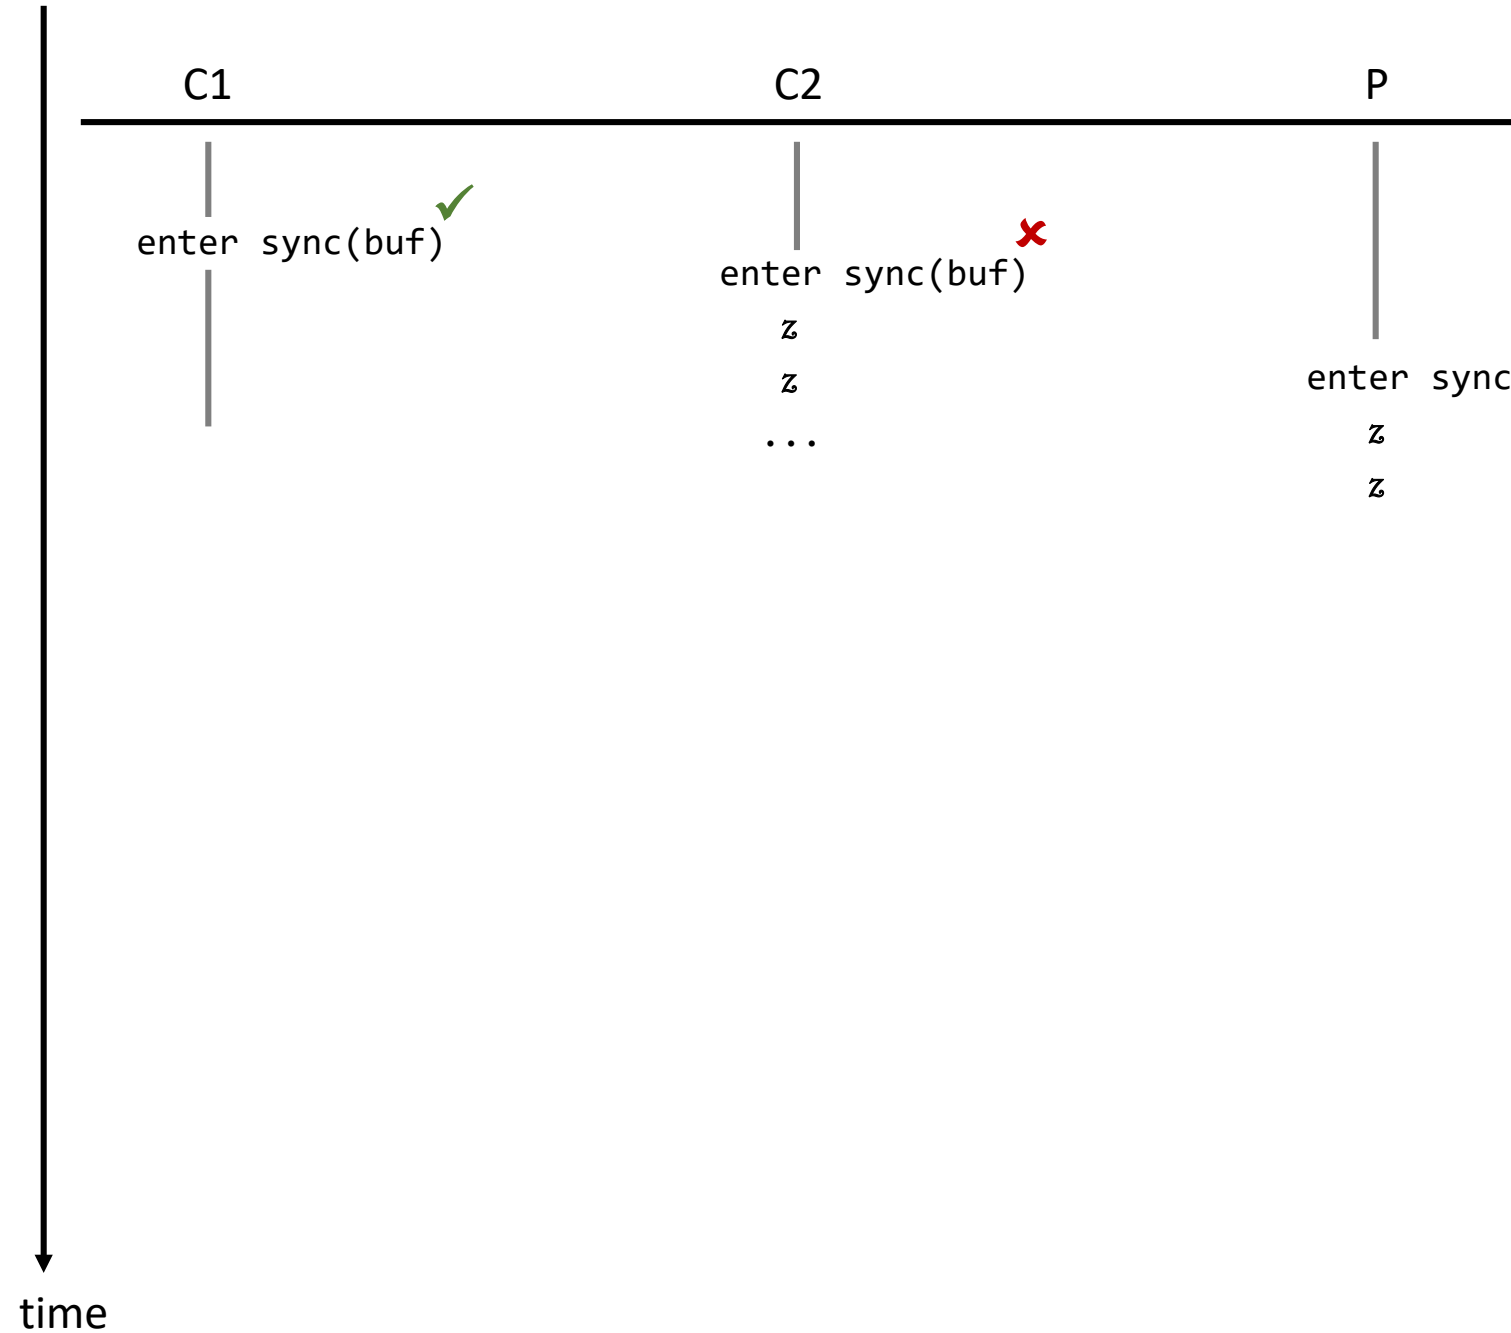 C1 C2 P
enter sync(buf)
enter sync(buf)
z
z
...
enter sync
z
z
time